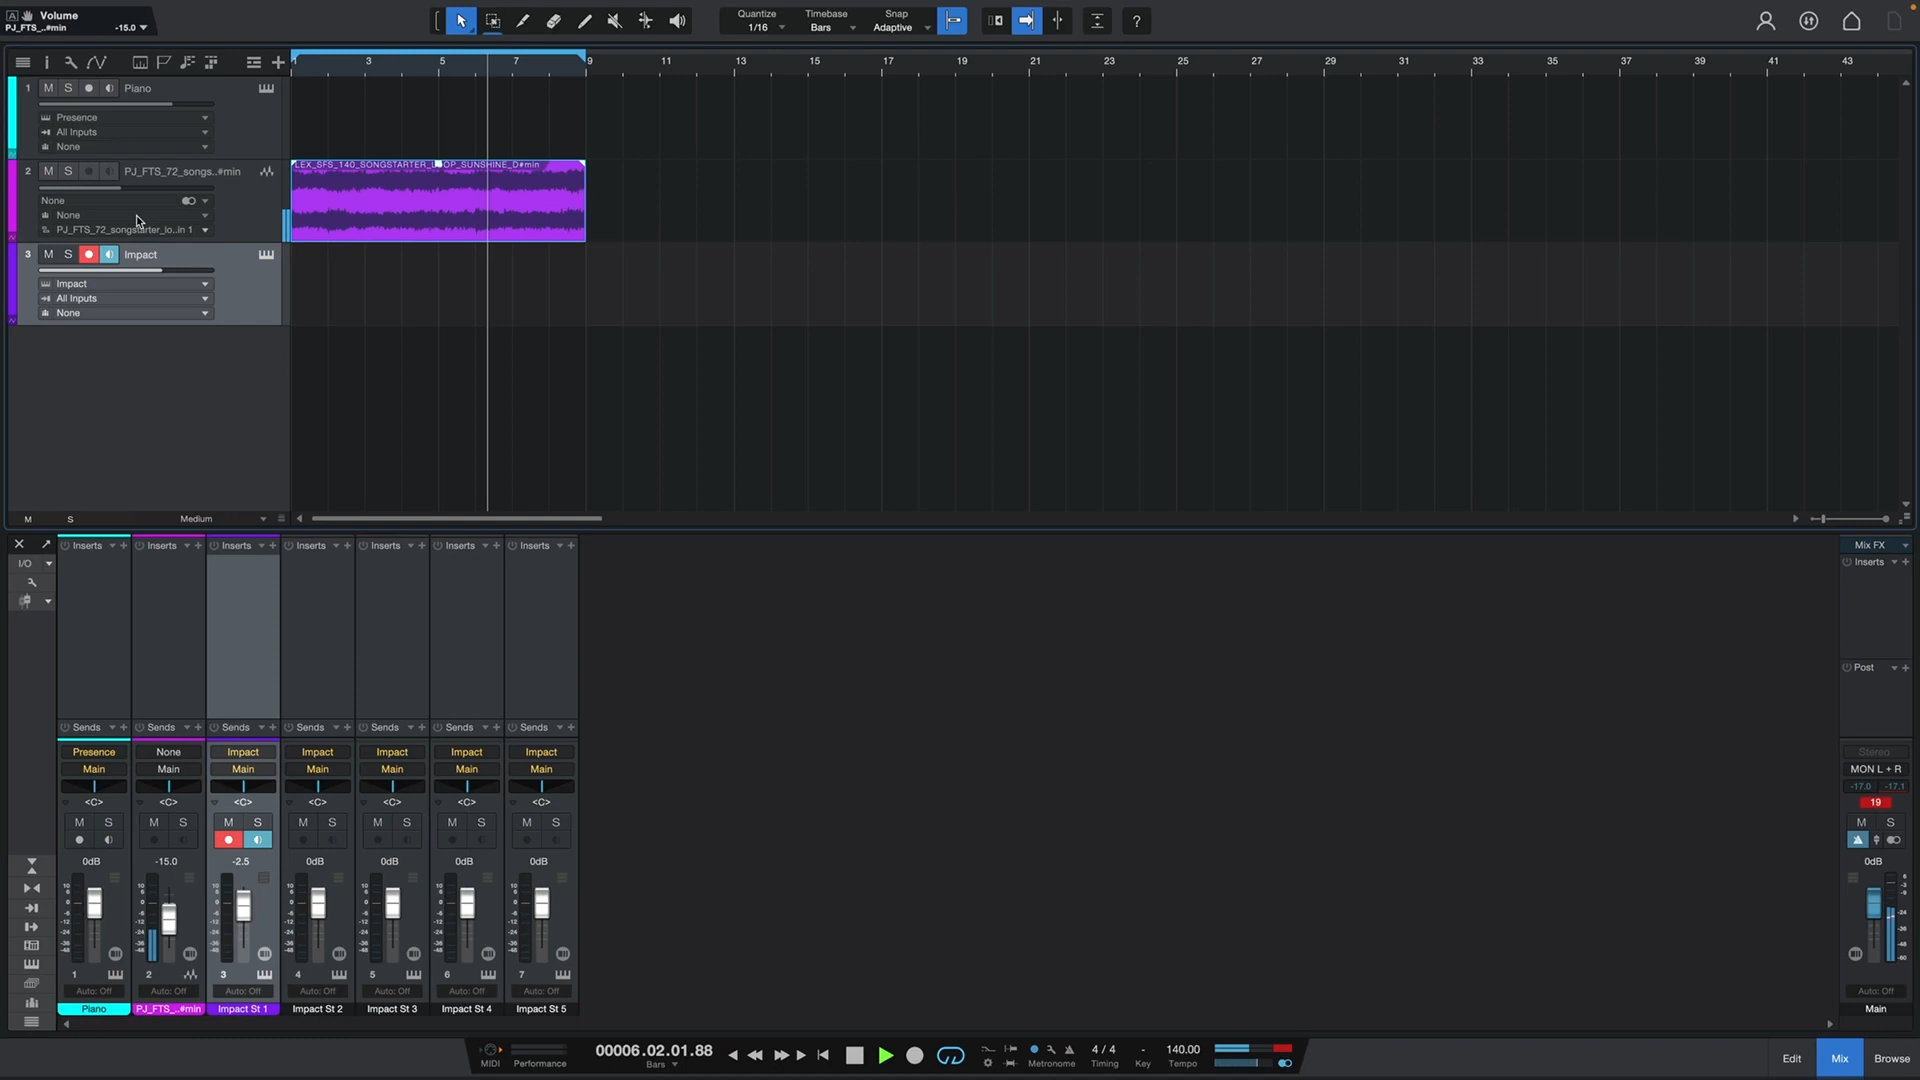 A Volume
PJ_FTS_..#min -15.0
Quantize
1/16
Timebase
Bars
Snap
Adaptive
?
1 3 5 7 9 11 13 15 17 19 21 23 25 27 29 31 33 35 37 39 41 43
1 M S Piano
Presence
All Inputs
None
2 M S PJ_FTS_72_songs..#min
LEX_SFS_140_SONGSTARTER_LOOP_SUNSHINE_D#min
None
None
PJ_FTS_72_songstarter_lo..in 1
3 M S Impact
Impact
All Inputs
None
M S Medium
Inserts Inserts Inserts Inserts Inserts Inserts Inserts
Mix FX
I/O
Inserts
Post
Sends Sends Sends Sends Sends Sends Sends
Presence None Impact Impact Impact Impact Impact
Stereo
Main Main Main Main Main Main Main
MON L + R
-17.0 -17.1
<C> <C> <C> <C> <C> <C> <C>
19
M S M S M S M S M S M S M S
M S
0dB -15.0 -2.5 0dB 0dB 0dB 0dB
0dB
1 2 3 4 5 6 7
Auto: Off Auto: Off Auto: Off Auto: Off Auto: Off Auto: Off Auto: Off
Auto: Off
Piano PJ_FTS_..#min Impact St 1 Impact St 2 Impact St 3 Impact St 4 Impact St 5
Main
MIDI Performance
00006.02.01.88
Bars
Metronome
4 / 4
Timing
-
Key
140.00
Tempo
Edit Mix Browse